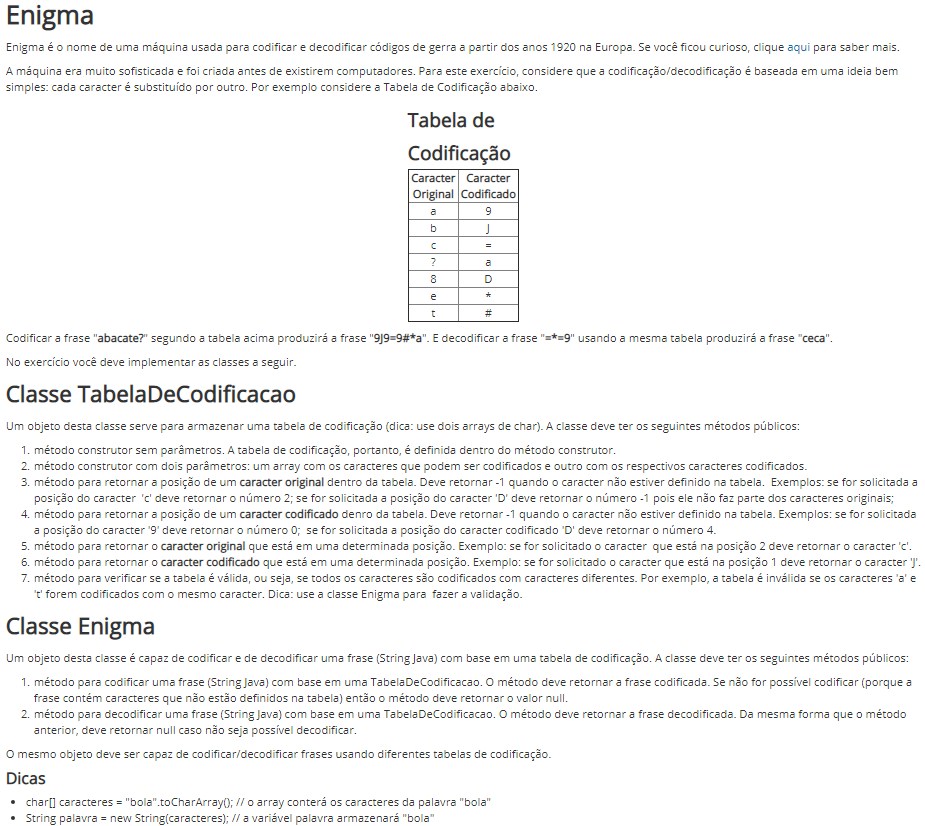 Enigma
Enigma é o nome de uma máquina usada para codificar e decodificar códigos de gerra a partir dos anos 1920 na Europa. Se você ficou curioso, clique aqui para saber mais.
A máquina era muito sofisticada e foi criada antes de existirem computadores. Para este exercício, considere que a codificação/decodificação é baseada em uma ideia bem
simples: cada caracter é substituído por outro. Por exemplo considere a Tabela de Codificação abaixo.
Tabela de
Codificação
Caracter Caracter
Original Codificado
a 9
b J
c =
? a
8 D
e *
t #
Codificar a frase "abacate?" segundo a tabela acima produzirá a frase "9J9=9#*a". E decodificar a frase "=*=9" usando a mesma tabela produzirá a frase "ceca".
No exercício você deve implementar as classes a seguir.
Classe TabelaDeCodificacao
Um objeto desta classe serve para armazenar uma tabela de codificação (dica: use dois arrays de char). A classe deve ter os seguintes métodos públicos:
1. método construtor sem parâmetros. A tabela de codificação, portanto, é definida dentro do método construtor.
2. método construtor com dois parâmetros: um array com os caracteres que podem ser codificados e outro com os respectivos caracteres codificados.
3. método para retornar a posição de um caracter original dentro da tabela. Deve retornar -1 quando o caracter não estiver definido na tabela. Exemplos: se for solicitada a
posição do caracter 'c' deve retornar o número 2; se for solicitada a posição do caracter 'D' deve retornar o número -1 pois ele não faz parte dos caracteres originais;
4. método para retornar a posição de um caracter codificado denro da tabela. Deve retornar -1 quando o caracter não estiver definido na tabela. Exemplos: se for solicitada
a posição do caracter '9' deve retornar o número 0; se for solicitada a posição do caracter codificado 'D' deve retornar o número 4.
5. método para retornar o caracter original que está em uma determinada posição. Exemplo: se for solicitado o caracter que está na posição 2 deve retornar o caracter 'c'.
6. método para retornar o caracter codificado que está em uma determinada posição. Exemplo: se for solicitado o caracter que está na posição 1 deve retornar o caracter 'J'.
7. método para verificar se a tabela é válida, ou seja, se todos os caracteres são codificados com caracteres diferentes. Por exemplo, a tabela é inválida se os caracteres 'a' e
't' forem codificados com o mesmo caracter. Dica: use a classe Enigma para fazer a validação.
Classe Enigma
Um objeto desta classe é capaz de codificar e de decodificar uma frase (String Java) com base em uma tabela de codificação. A classe deve ter os seguintes métodos públicos:
1. método para codificar uma frase (String Java) com base em uma TabelaDeCodificacao. O método deve retornar a frase codificada. Se não for possível codificar (porque a
frase contém caracteres que não estão definidos na tabela) então o método deve retornar o valor null.
2. método para decodificar uma frase (String Java) com base em uma TabelaDeCodificacao. O método deve retornar a frase decodificada. Da mesma forma que o método
anterior, deve retornar null caso não seja possível decodificar.
O mesmo objeto deve ser capaz de codificar/decodificar frases usando diferentes tabelas de codificação.
Dicas
• char[] caracteres = "bola".toCharArray(); // o array conterá os caracteres da palavra "bola"
• String palavra = new String(caracteres); // a variável palavra armazenará "bola"